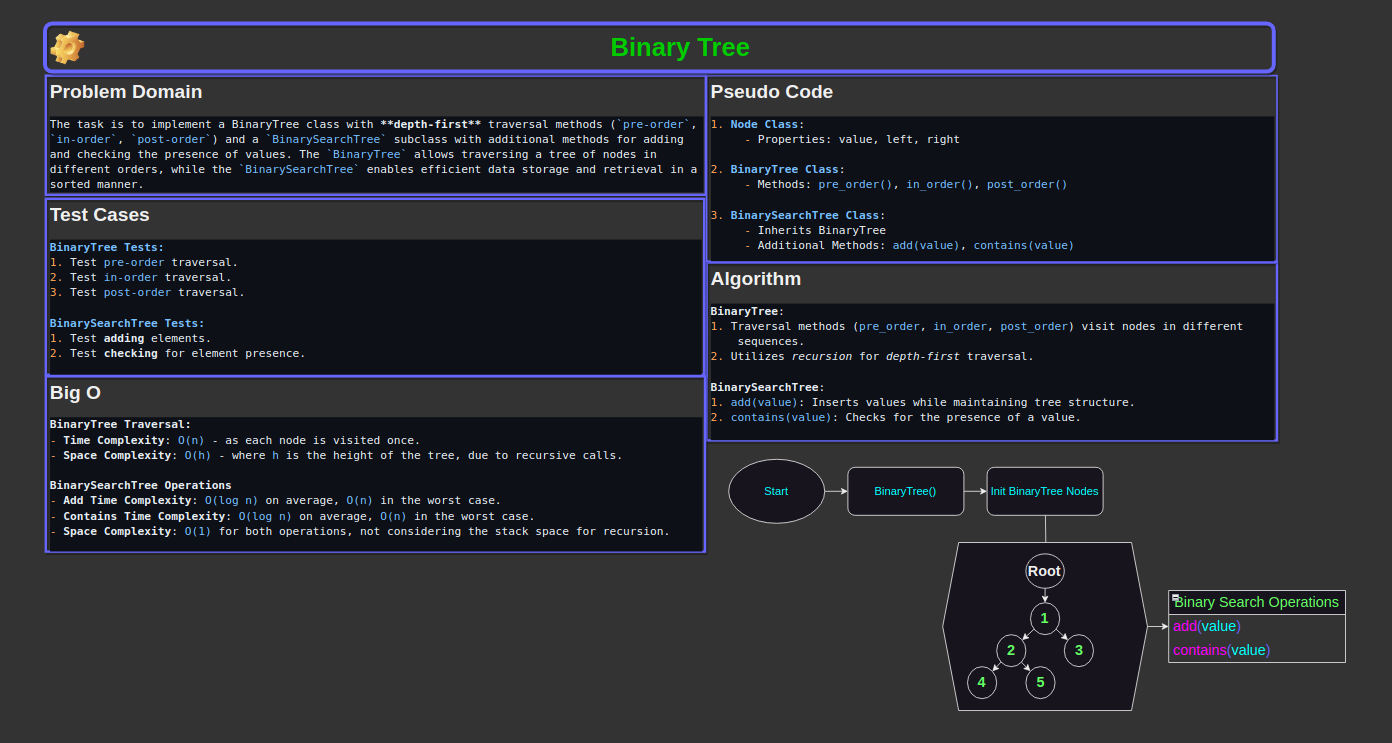 Binary Tree
Problem Domain
The task is to implement a BinaryTree class with **depth-first** traversal methods (`pre-order`,
`in-order`, `post-order`) and a `BinarySearchTree` subclass with additional methods for adding
and checking the presence of values. The `BinaryTree` allows traversing a tree of nodes in
different orders, while the `BinarySearchTree` enables efficient data storage and retrieval in a
sorted manner.
Test Cases
BinaryTree Tests:
1. Test pre-order traversal.
2. Test in-order traversal.
3. Test post-order traversal.
BinarySearchTree Tests:
1. Test adding elements.
2. Test checking for element presence.
Big O
BinaryTree Traversal:
- Time Complexity: O(n) - as each node is visited once.
- Space Complexity: O(h) - where h is the height of the tree, due to recursive calls.
BinarySearchTree Operations
- Add Time Complexity: O(log n) on average, O(n) in the worst case.
- Contains Time Complexity: O(log n) on average, O(n) in the worst case.
- Space Complexity: O(1) for both operations, not considering the stack space for recursion.
Pseudo Code
1. Node Class:
- Properties: value, left, right
2. BinaryTree Class:
- Methods: pre_order(), in_order(), post_order()
3. BinarySearchTree Class:
- Inherits BinaryTree
- Additional Methods: add(value), contains(value)
Algorithm
BinaryTree:
1. Traversal methods (pre_order, in_order, post_order) visit nodes in different
sequences.
2. Utilizes recursion for depth-first traversal.
BinarySearchTree:
1. add(value): Inserts values while maintaining tree structure.
2. contains(value): Checks for the presence of a value.
Start
BinaryTree()
Init BinaryTree Nodes
Root
1
2
3
4
5
Binary Search Operations
add(value)
contains(value)